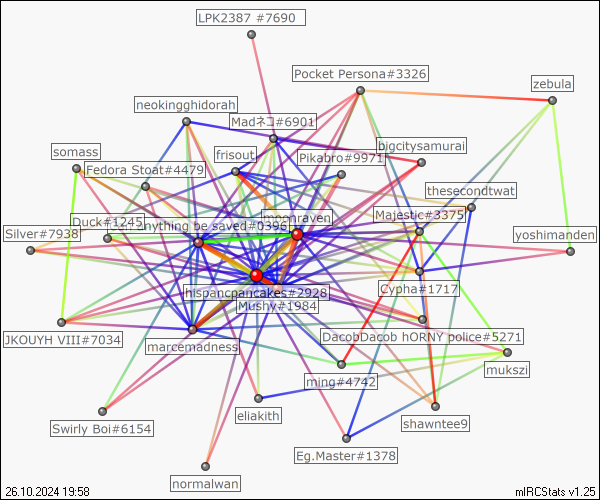 LPK2387 #7690
Pocket Persona#3326
zebula
neokingghidorah
Madネコ#6901
bigcitysamurai
somass
frisout
Pikabro#9971
Fedora Stoat#4479
thesecondtwat
Duck#1245
moonraven
Majestic#3375
anything be saved#0396
Silver#7938
yoshimanden
hispancpancakes#2928
Cypha#1717
Mushy#1984
JKOUYH VIII#7034
DacobDacob hORNY police#5271
marcemadness
mukszi
ming#4742
eliakith
shawntee9
Swirly Boi#6154
Eg.Master#1378
normalwan
26.10.2024 19:58
mIRCStats v1.25